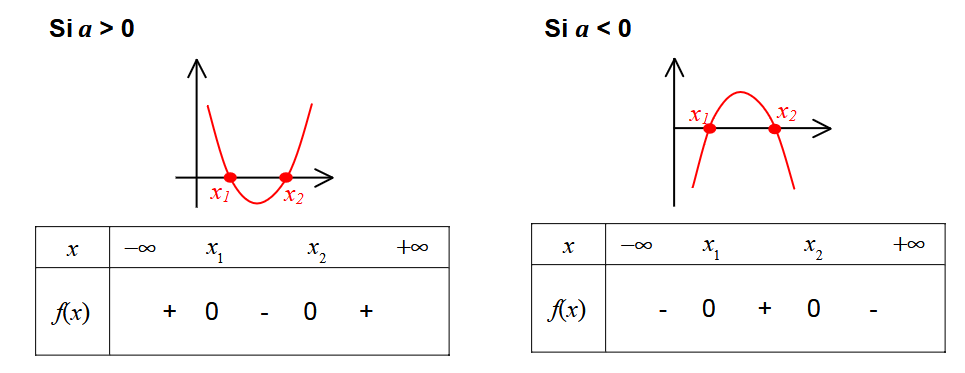 Si a > 0
x1
x2
x −∞ x1 x2 +∞
f(x) + 0 - 0 +
Si a < 0
x1
x2
x −∞ x1 x2 +∞
f(x) - 0 + 0 -